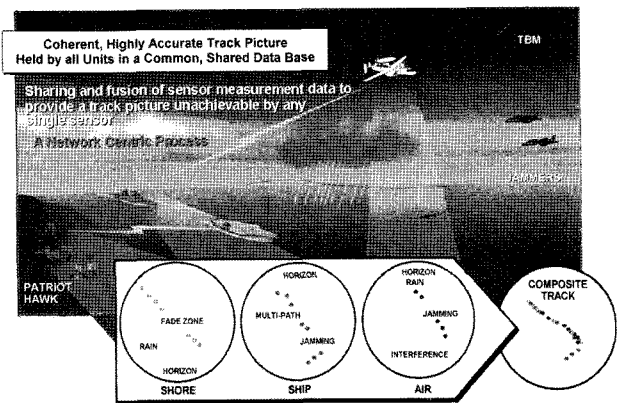 Coherent, Highly Accurate Track Picture
Held by all Units in a Common, Shared Data Base
TBM
Sharing and fusion of sensor measurement data to
provide a track picture unachievable by any
single sensor
A Network Centric Process
JAMMERS
PATRIOT
HAWK
FADE ZONE
RAIN
HORIZON
SHORE
HORIZON
MULTI-PATH
JAMMING
SHIP
HORIZON
RAIN
JAMMING
INTERFERENCE
AIR
COMPOSITE
TRACK